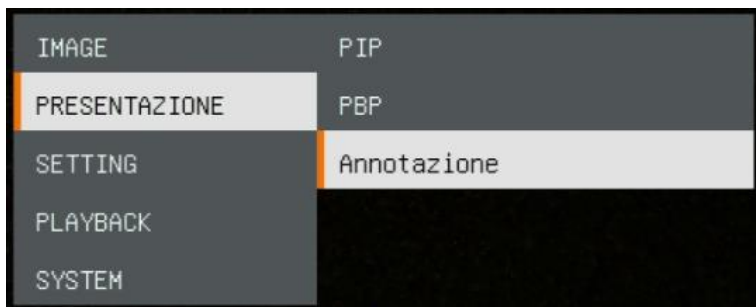 IMAGE
PRESENTAZIONE
SETTING
PLAYBACK
SYSTEM
PIP
PBP
Annotazione